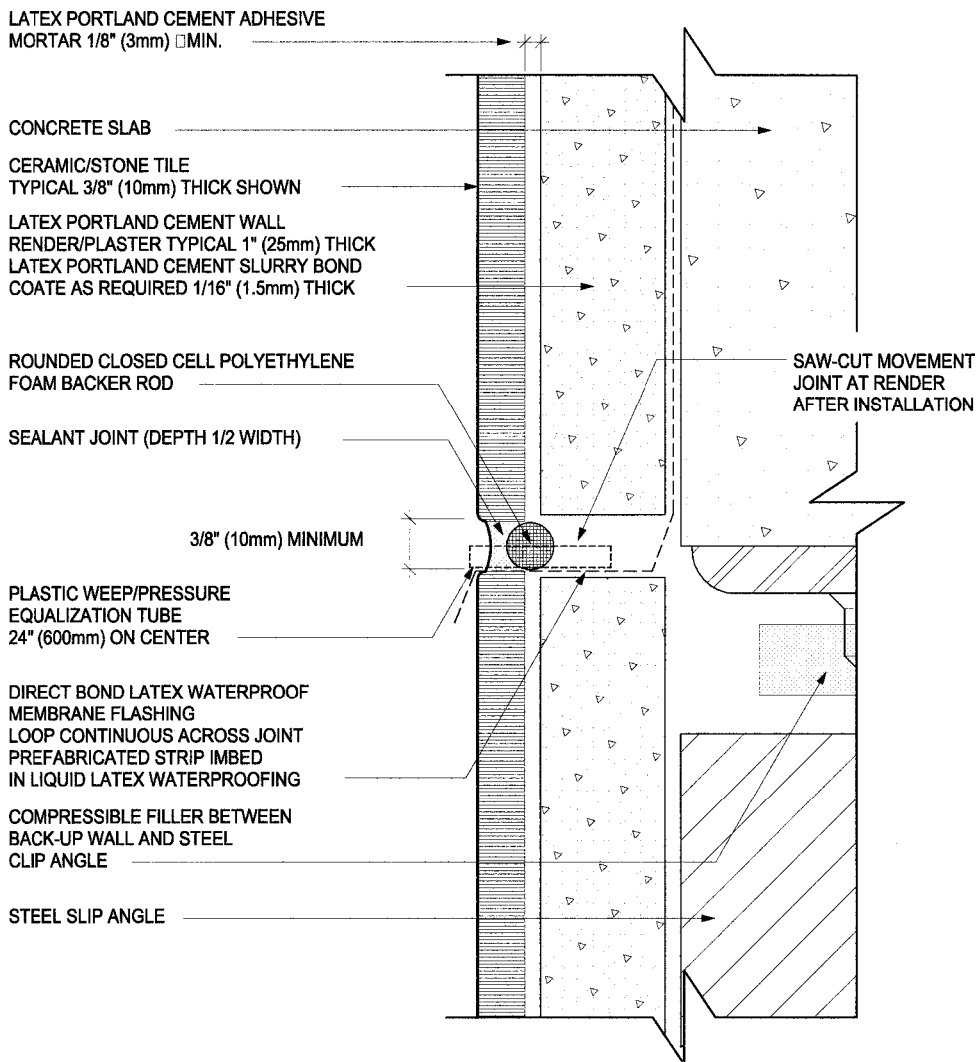 LATEX PORTLAND CEMENT ADHESIVE
MORTAR 1/8" (3mm) □MIN.
CONCRETE SLAB
CERAMIC/STONE TILE
TYPICAL 3/8" (10mm) THICK SHOWN
LATEX PORTLAND CEMENT WALL
RENDER/PLASTER TYPICAL 1" (25mm) THICK
LATEX PORTLAND CEMENT SLURRY BOND
COATE AS REQUIRED 1/16" (1.5mm) THICK
ROUNDED CLOSED CELL POLYETHYLENE
FOAM BACKER ROD
SAW-CUT MOVEMENT
JOINT AT RENDER
AFTER INSTALLATION
SEALANT JOINT (DEPTH 1/2 WIDTH)
3/8" (10mm) MINIMUM
PLASTIC WEEP/PRESSURE
EQUALIZATION TUBE
24" (600mm) ON CENTER
DIRECT BOND LATEX WATERPROOF
MEMBRANE FLASHING
LOOP CONTINUOUS ACROSS JOINT
PREFABRICATED STRIP IMBED
IN LIQUID LATEX WATERPROOFING
COMPRESSIBLE FILLER BETWEEN
BACK-UP WALL AND STEEL
CLIP ANGLE
STEEL SLIP ANGLE